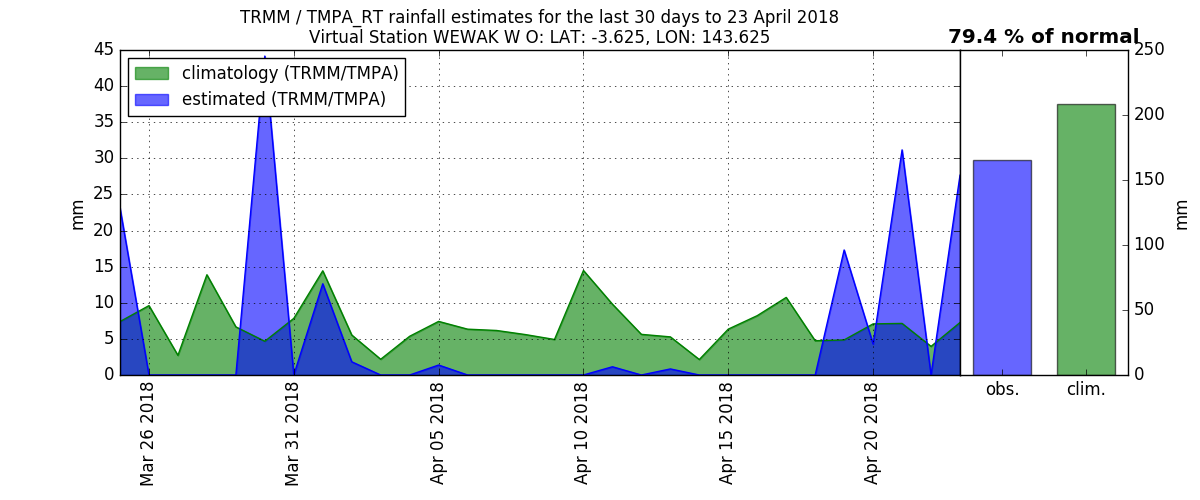 TRMM / TMPA_RT rainfall estimates for the last 30 days to 23 April 2018
Virtual Station WEWAK W O: LAT: -3.625, LON: 143.625
79.4 % of normal
climatology (TRMM/TMPA)
estimated (TRMM/TMPA)
mm
45
40
35
30
25
20
15
10
5
0
Mar 26 2018
Mar 31 2018
Apr 05 2018
Apr 10 2018
Apr 15 2018
Apr 20 2018
obs.
clim.
250
200
150
100
50
0
mm